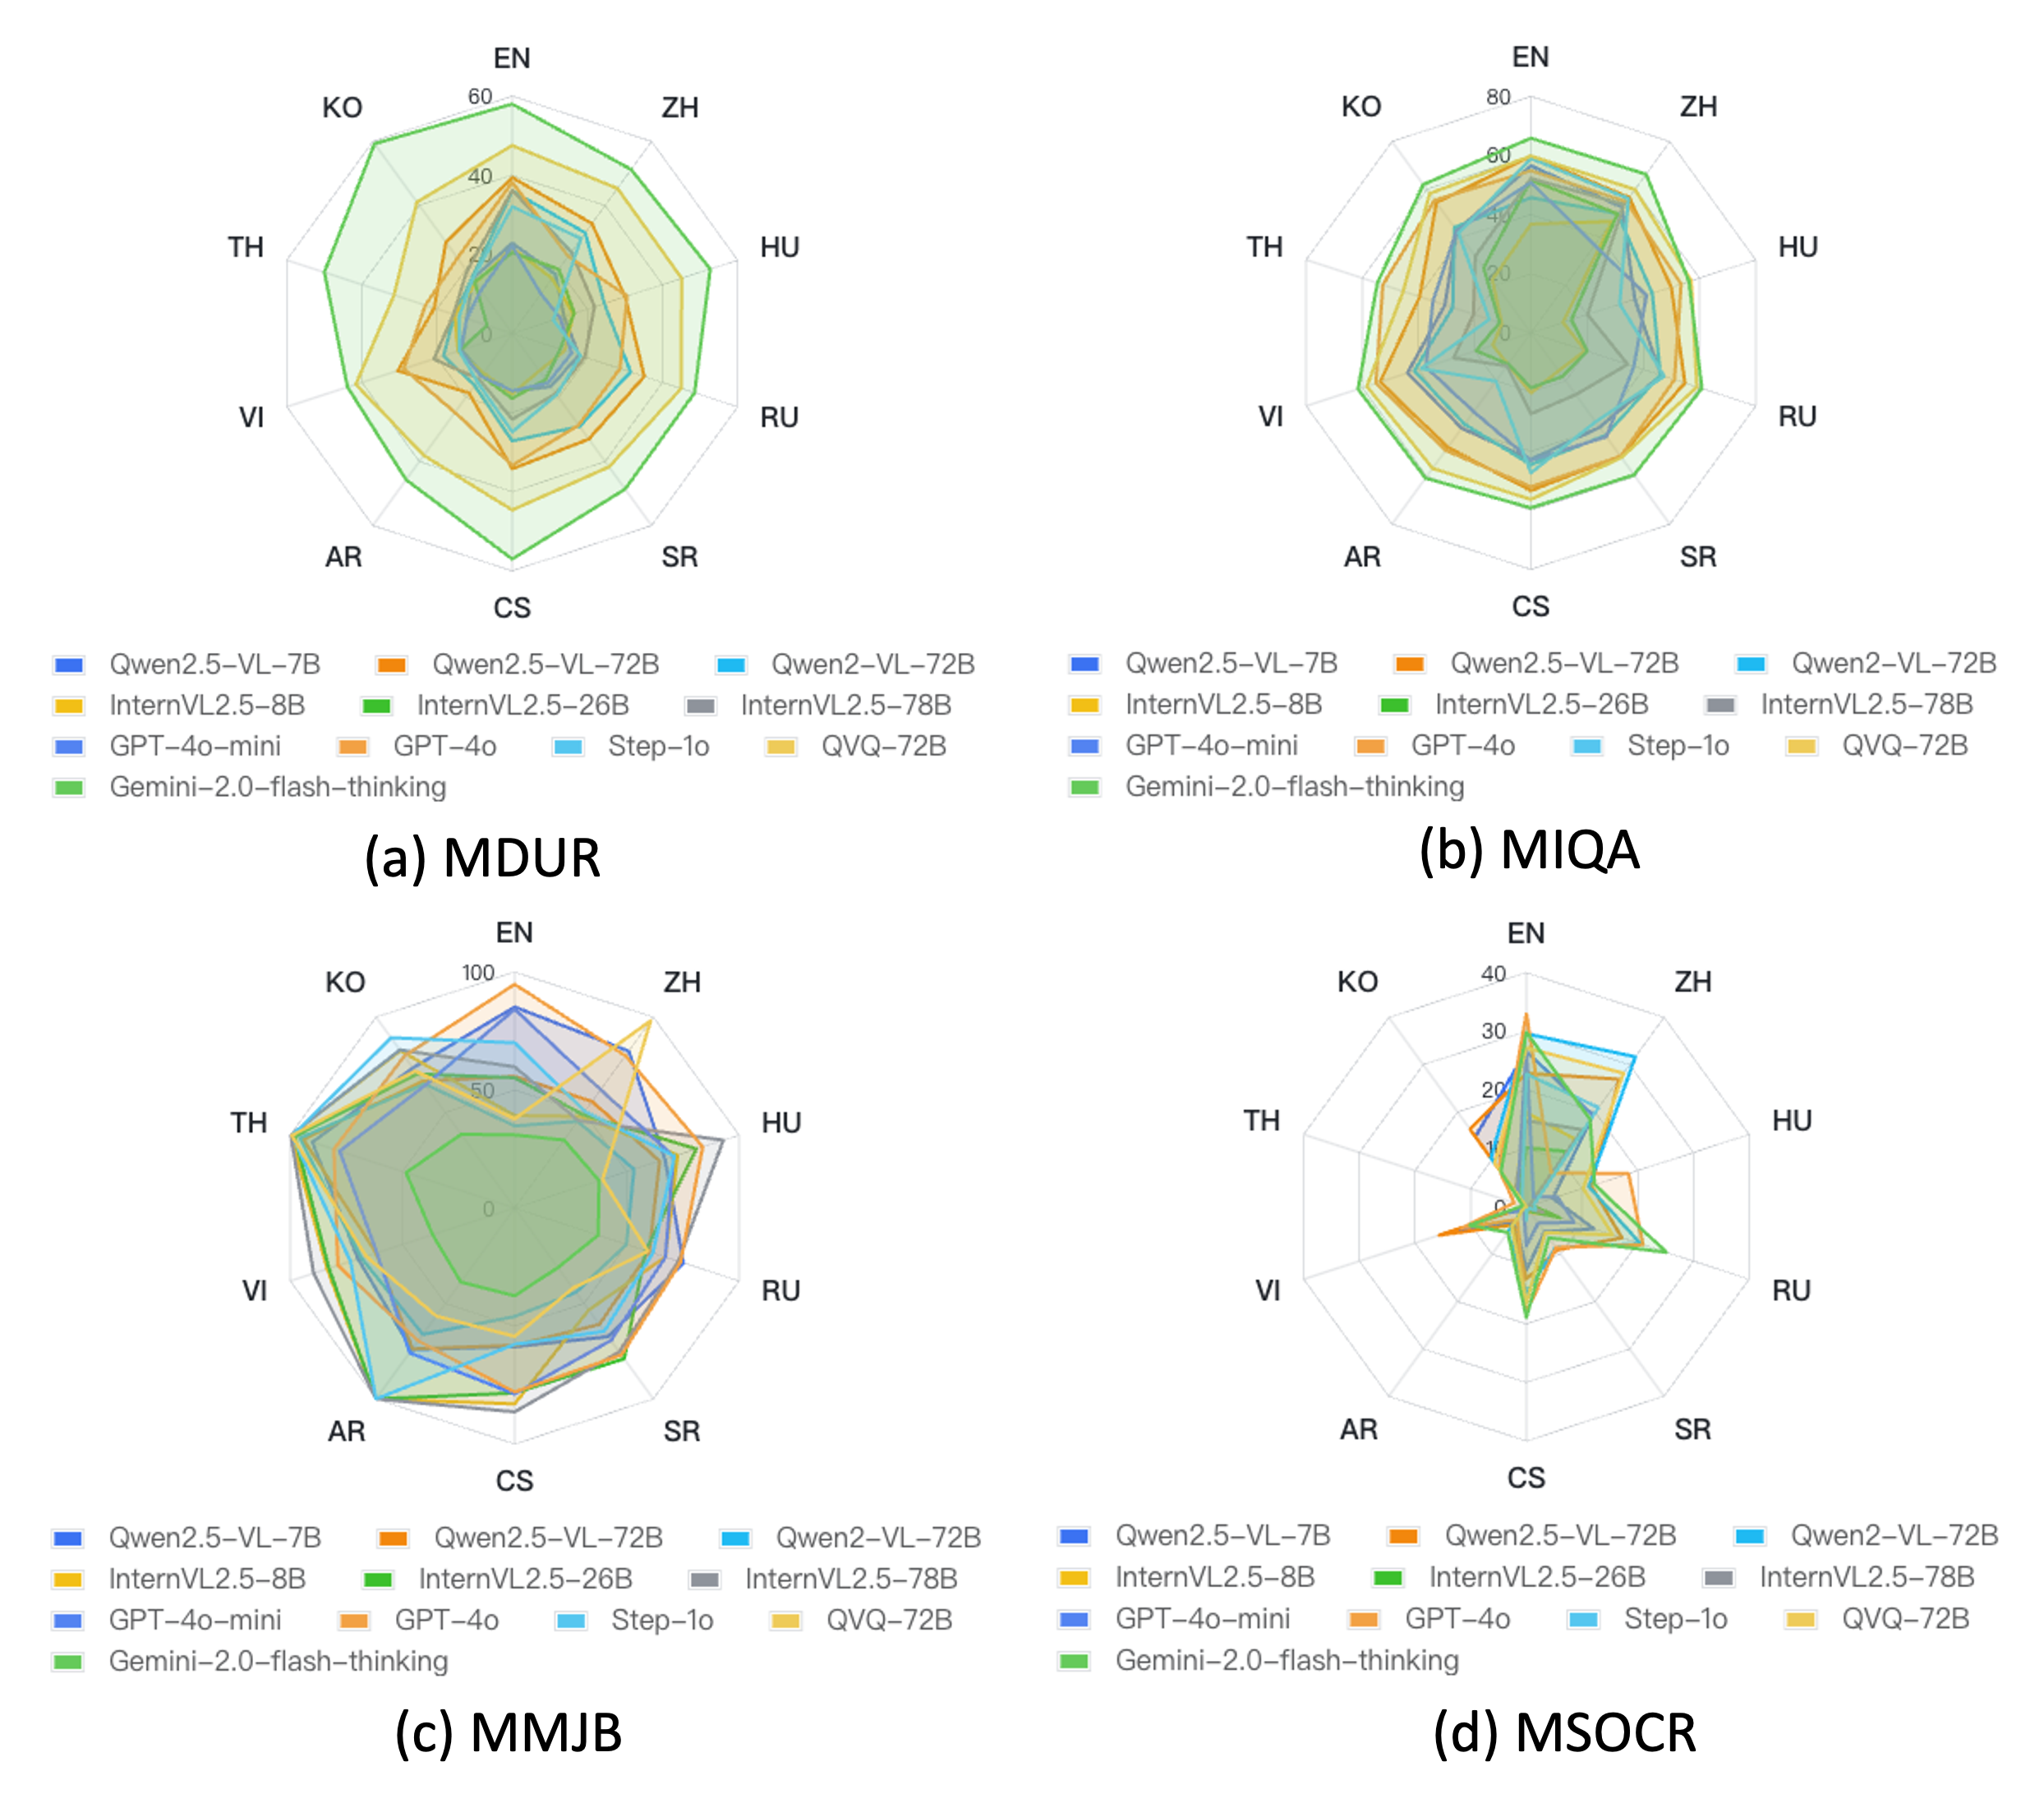 EN
KO
ZH
60
40
20
0
TH
HU
VI
RU
AR
SR
CS
Qwen2.5–VL–7B Qwen2.5–VL–72B Qwen2–VL–72B
InternVL2.5–8B InternVL2.5–26B InternVL2.5–78B
GPT–4o–mini GPT–4o Step–1o QVQ–72B
Gemini–2.0–flash–thinking
(a) MDUR
EN
KO
ZH
80
60
40
20
0
TH
HU
VI
RU
AR
SR
CS
Qwen2.5–VL–7B Qwen2.5–VL–72B Qwen2–VL–72B
InternVL2.5–8B InternVL2.5–26B InternVL2.5–78B
GPT–4o–mini GPT–4o Step–1o QVQ–72B
Gemini–2.0–flash–thinking
(b) MIQA
EN
KO
ZH
100
50
0
TH
HU
VI
RU
AR
SR
CS
Qwen2.5–VL–7B Qwen2.5–VL–72B Qwen2–VL–72B
InternVL2.5–8B InternVL2.5–26B InternVL2.5–78B
GPT–4o–mini GPT–4o Step–1o QVQ–72B
Gemini–2.0–flash–thinking
(c) MMJB
EN
KO
ZH
40
30
20
0
TH
HU
VI
RU
AR
SR
CS
Qwen2.5–VL–7B Qwen2.5–VL–72B Qwen2–VL–72B
InternVL2.5–8B InternVL2.5–26B InternVL2.5–78B
GPT–4o–mini GPT–4o Step–1o QVQ–72B
Gemini–2.0–flash–thinking
(d) MSOCR